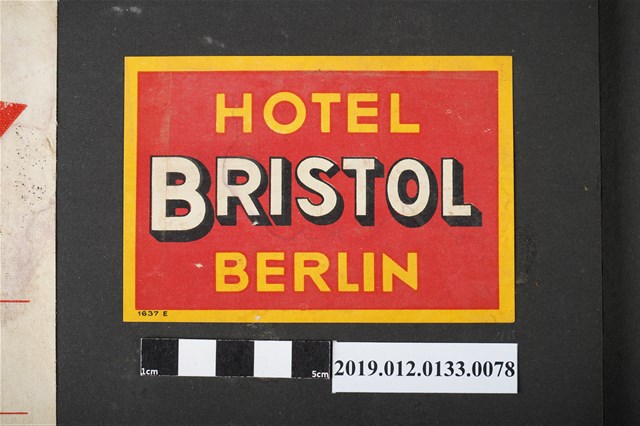 HOTEL
BRISTOL
BERLIN
1637 E
1cm
5cm
2019.012.0133.0078